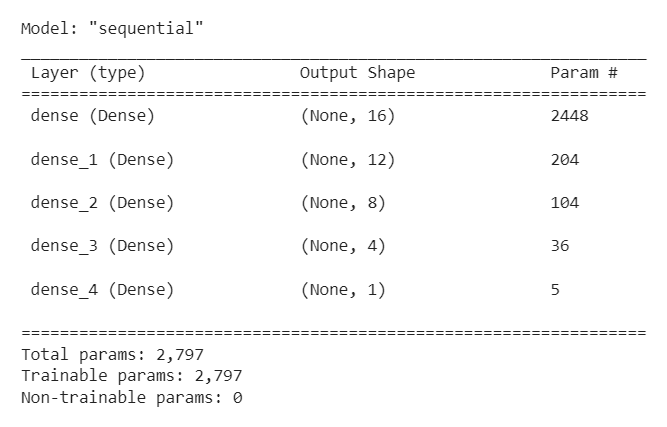 Model: "sequential"
_________________________________________________________________
Layer (type) Output Shape Param #
=================================================================
dense (Dense) (None, 16) 2448
dense_1 (Dense) (None, 12) 204
dense_2 (Dense) (None, 8) 104
dense_3 (Dense) (None, 4) 36
dense_4 (Dense) (None, 1) 5
=================================================================
Total params: 2,797
Trainable params: 2,797
Non-trainable params: 0